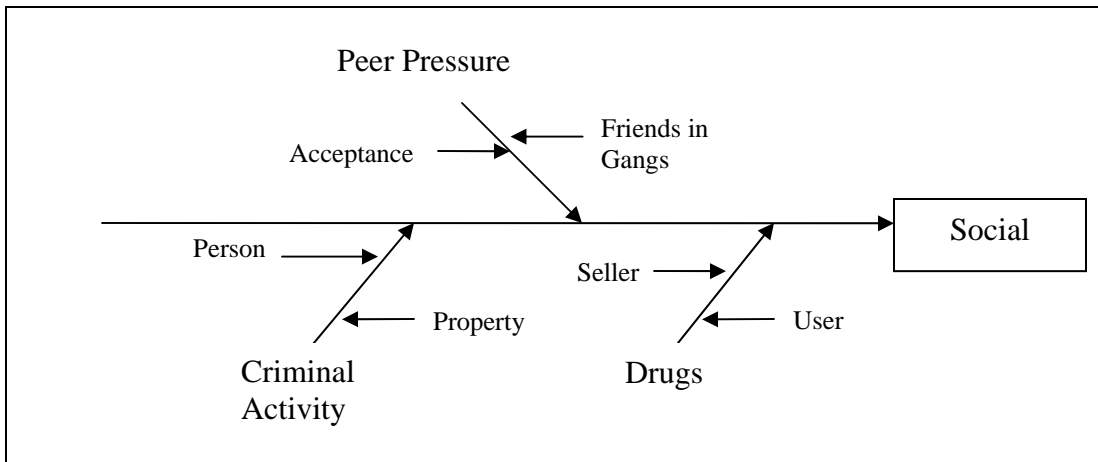 Peer Pressure
Friends in
Gangs
Acceptance
Social
Person
Seller
Property
User
Criminal
Activity
Drugs